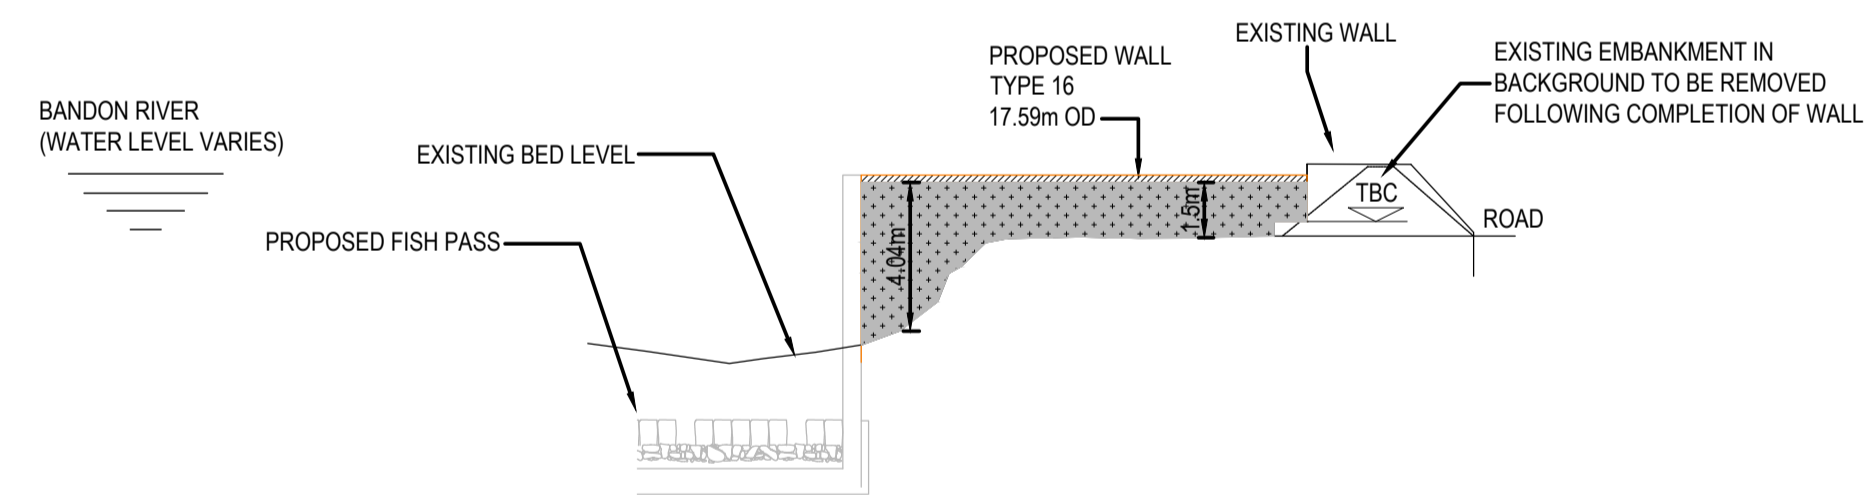 BANDON RIVER
(WATER LEVEL VARIES)
EXISTING BED LEVEL
PROPOSED FISH PASS
PROPOSED WALL
TYPE 16
17.59m OD
EXISTING WALL
EXISTING EMBANKMENT IN
BACKGROUND TO BE REMOVED
FOLLOWING COMPLETION OF WALL
4.04m
1.5m
TBC
ROAD